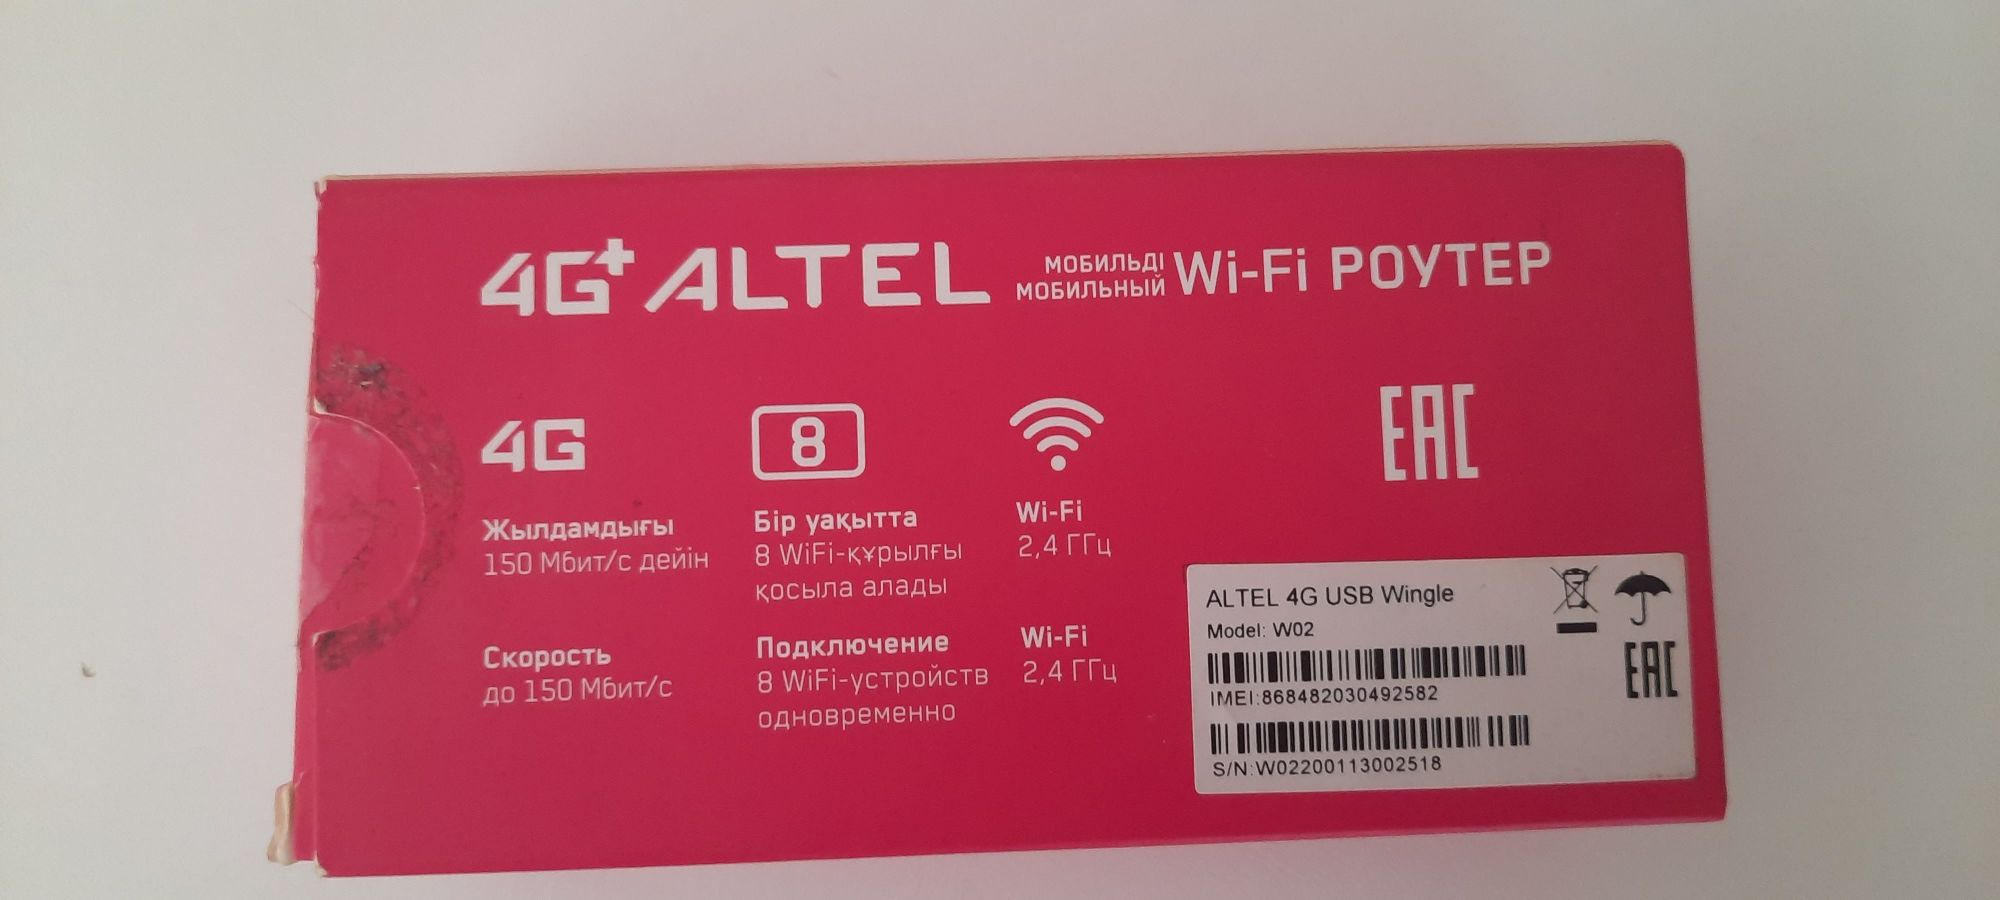 4G+ ALTEL МОБИЛЬДІ МОБИЛЬНЫЙ Wi-Fi РОУТЕР
4G
8
EAC
Жылдамдығы
150 Мбит/с дейін
Бір уақытта
8 WiFi-құрылғы
қосыла алады
Wi-Fi
2,4 ГГц
Скорость
до 150 Мбит/с
Подключение
8 WiFi-устройств
одновременно
Wi-Fi
2,4 ГГц
ALTEL 4G USB Wingle
Model: W02
IMEI:868482030492582
S/N:W02200113002518
EAC